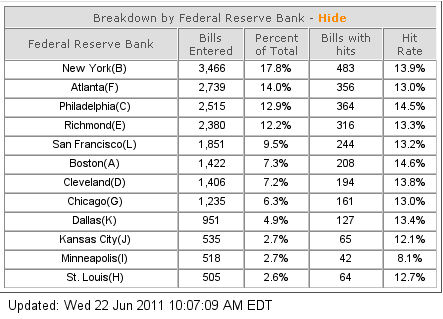 Breakdown by Federal Reserve Bank - Hide
Federal Reserve Bank Bills Entered Percent of Total Bills with hits Hit Rate
New York(B) 3,466 17.8% 483 13.9%
Atlanta(F) 2,739 14.0% 356 13.0%
Philadelphia(C) 2,515 12.9% 364 14.5%
Richmond(E) 2,380 12.2% 316 13.3%
San Francisco(L) 1,851 9.5% 244 13.2%
Boston(A) 1,422 7.3% 208 14.6%
Cleveland(D) 1,406 7.2% 194 13.8%
Chicago(G) 1,235 6.3% 161 13.0%
Dallas(K) 951 4.9% 127 13.4%
Kansas City(J) 535 2.7% 65 12.1%
Minneapolis(I) 518 2.7% 42 8.1%
St. Louis(H) 505 2.6% 64 12.7%
Updated: Wed 22 Jun 2011 10:07:09 AM EDT